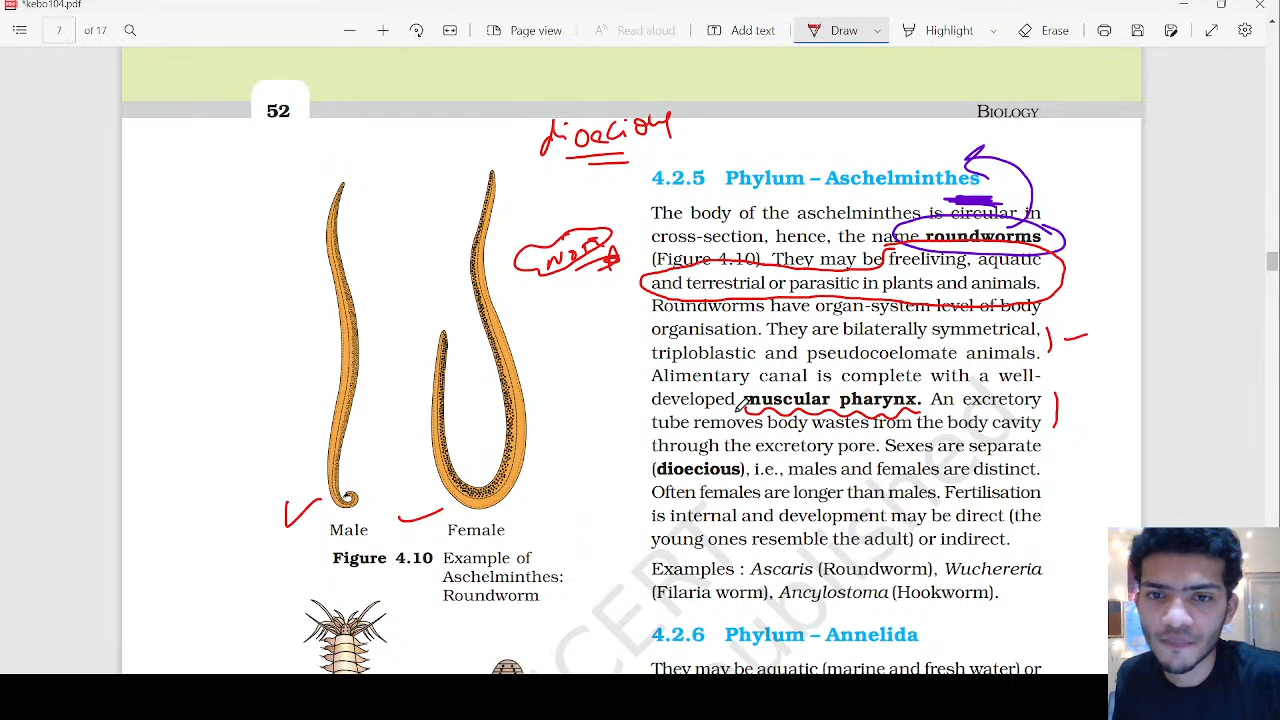 *kebo104.pdf
7 of 17 Page view Read aloud Add text Draw Highlight Erase
52
BIOLOGY
dioecious
4.2.5 Phylum – Aschelminthes
The body of the aschelminthes is circular in
cross-section, hence, the name roundworms
(Figure 4.10). They may be freeliving, aquatic
and terrestrial or parasitic in plants and animals.
Roundworms have organ-system level of body
organisation. They are bilaterally symmetrical,
triploblastic and pseudocoelomate animals.
Alimentary canal is complete with a well-
developed muscular pharynx. An excretory
tube removes body wastes from the body cavity
through the excretory pore. Sexes are separate
(dioecious), i.e., males and females are distinct.
Often females are longer than males. Fertilisation
is internal and development may be direct (the
young ones resemble the adult) or indirect.
Examples : Ascaris (Roundworm), Wuchereria
(Filaria worm), Ancylostoma (Hookworm).
Male Female
Figure 4.10 Example of
Aschelminthes:
Roundworm
4.2.6 Phylum – Annelida
They may be aquatic (marine and fresh water) or
NCERT
published